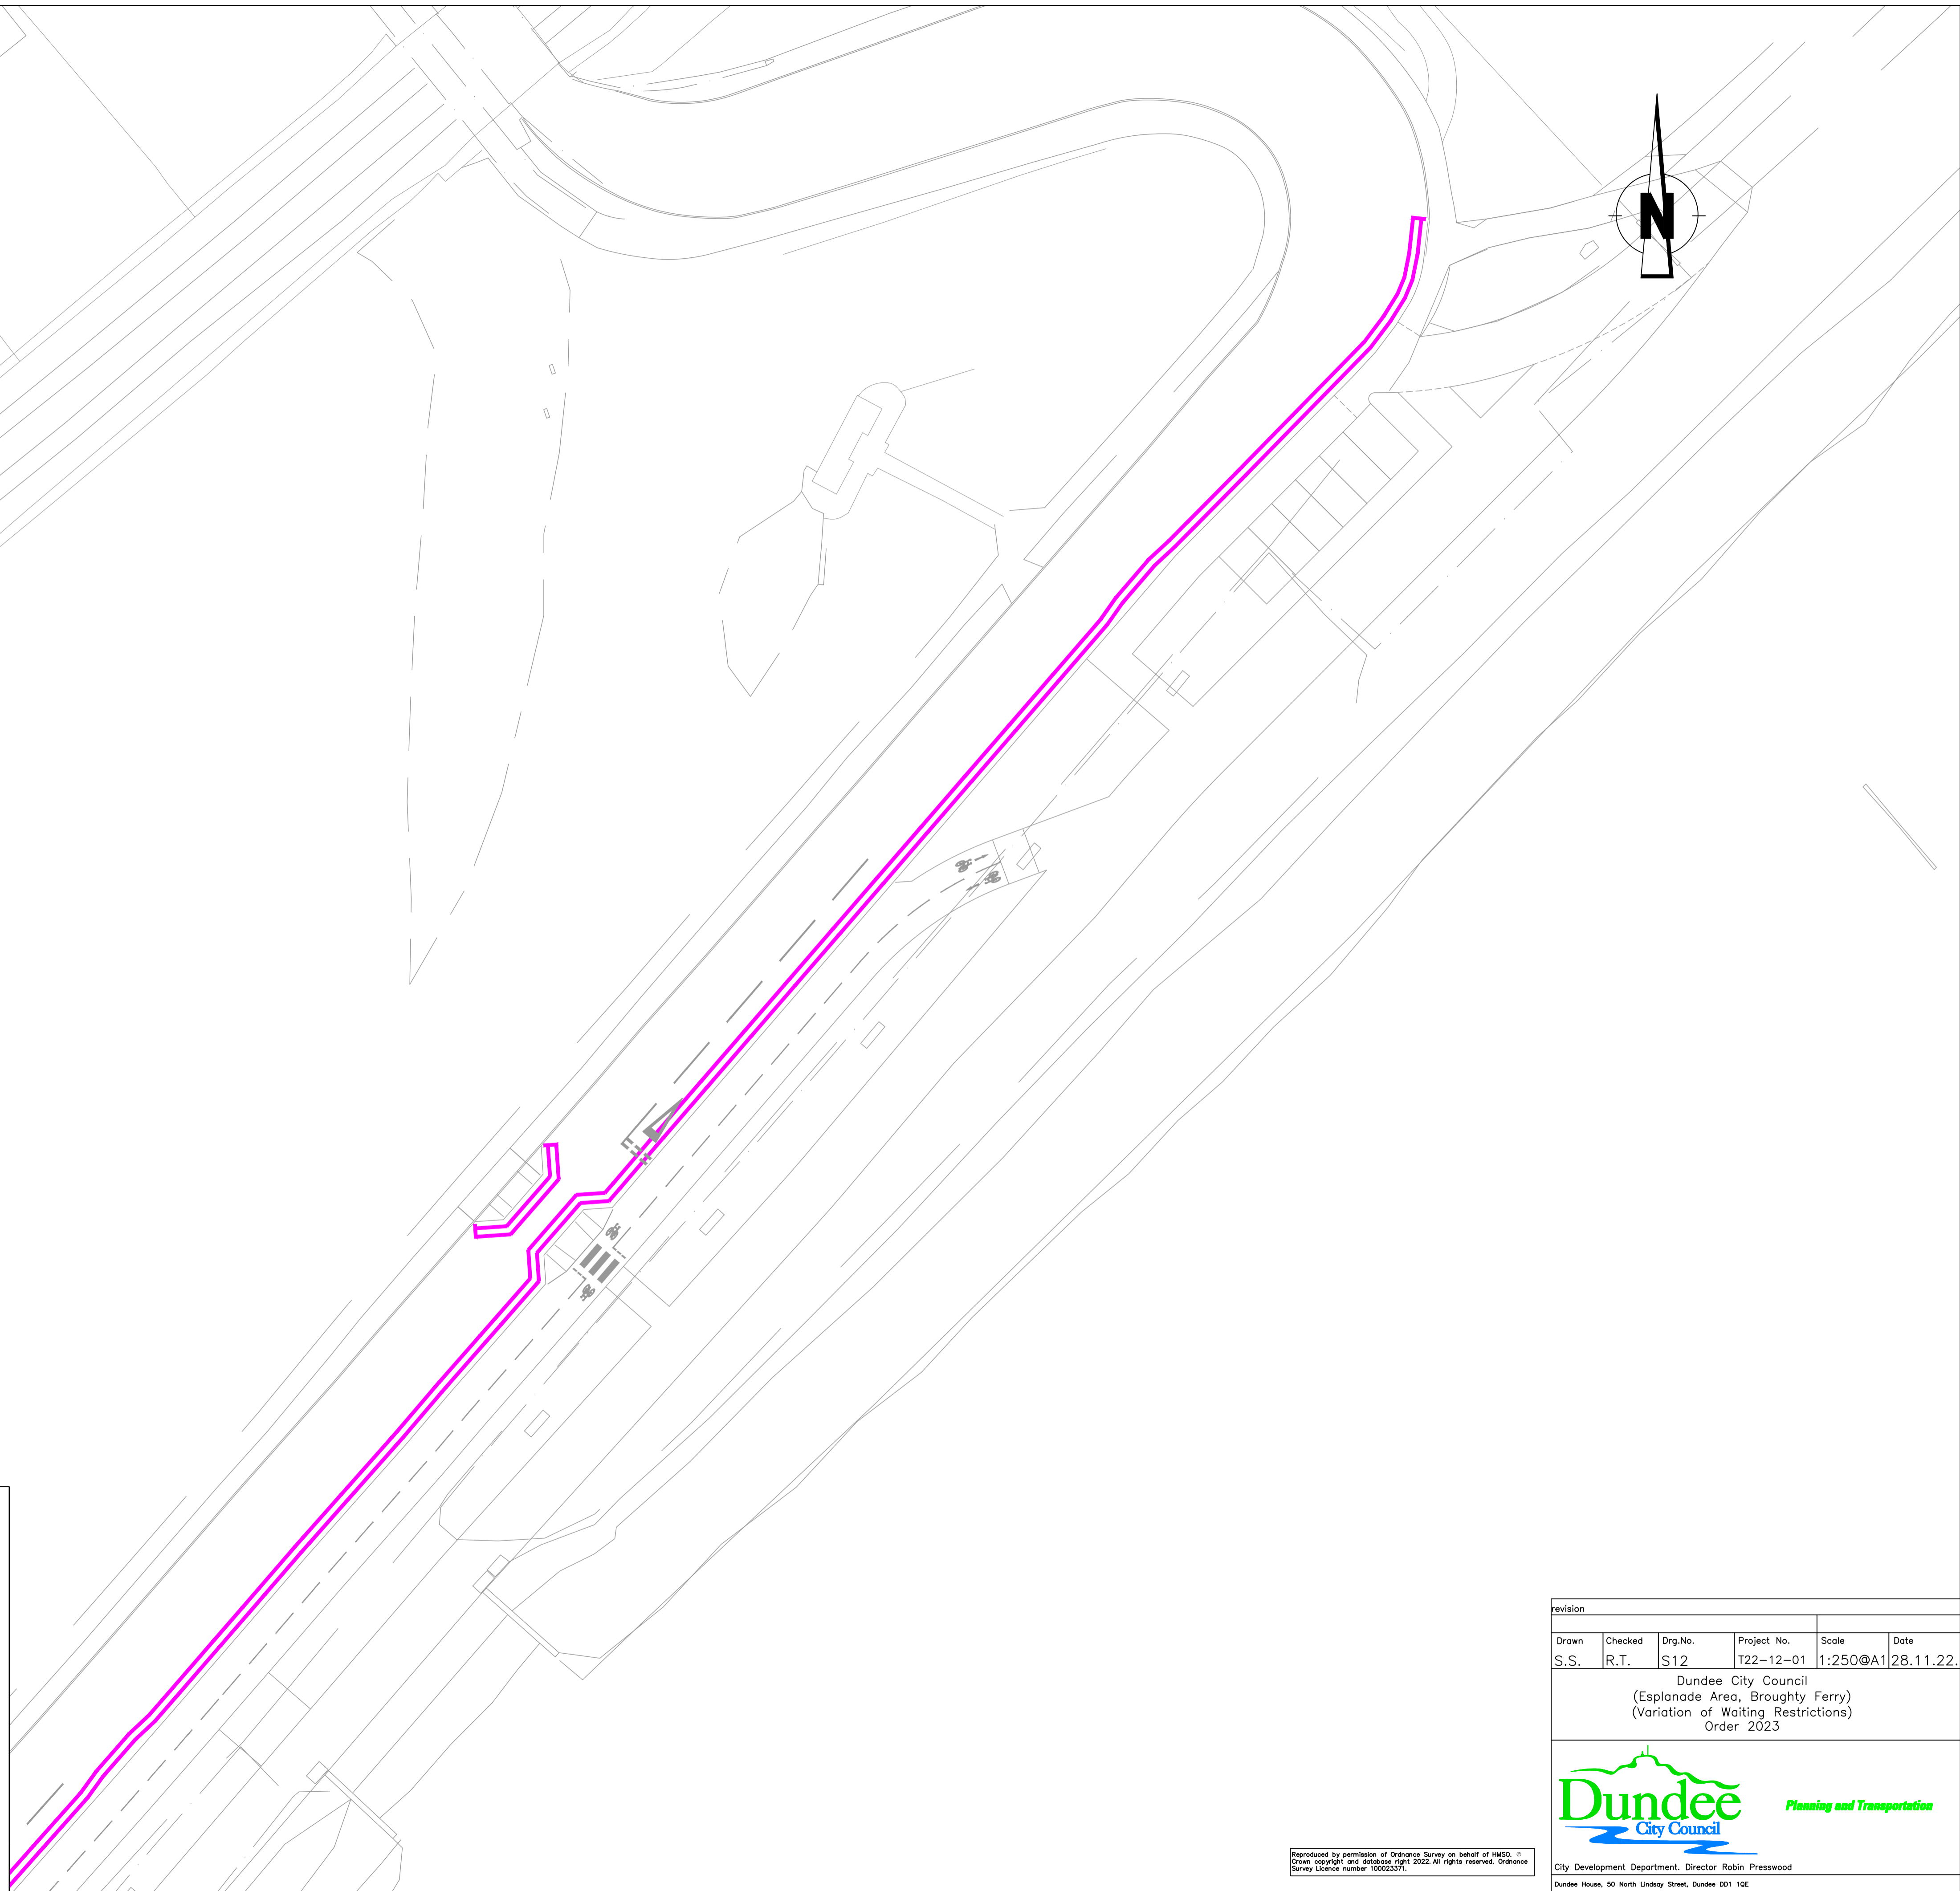 N
revision
Drawn Checked Drg.No. Project No. Scale Date
S.S. R.T. S12 T22-12-01 1:250@A1 28.11.22.
Dundee City Council
(Esplanade Area, Broughty Ferry)
(Variation of Waiting Restrictions)
Order 2023
Dundee
City Council
Planning and Transportation
City Development Department. Director Robin Presswood
Dundee House, 50 North Lindsay Street, Dundee DD1 1QE
Reproduced by permission of Ordnance Survey on behalf of HMSO. ©
Crown copyright and database right 2022. All rights reserved. Ordnance
Survey Licence number 100023371.